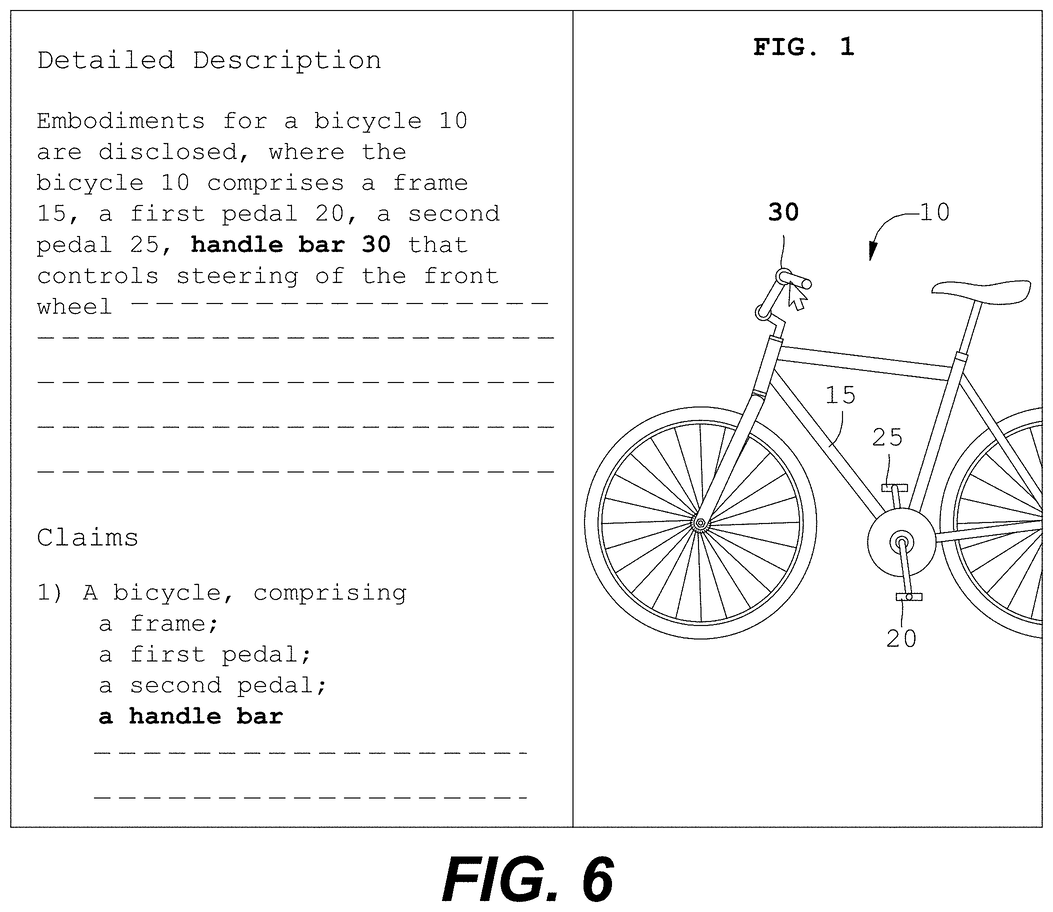 Detailed Description
Embodiments for a bicycle 10
are disclosed, where the
bicycle 10 comprises a frame
15, a first pedal 20, a second
pedal 25, handle bar 30 that
controls steering of the front
wheel
Claims
1) A bicycle, comprising
a frame;
a first pedal;
a second pedal;
a handle bar
FIG. 1
30
10
15
25
20
FIG. 6